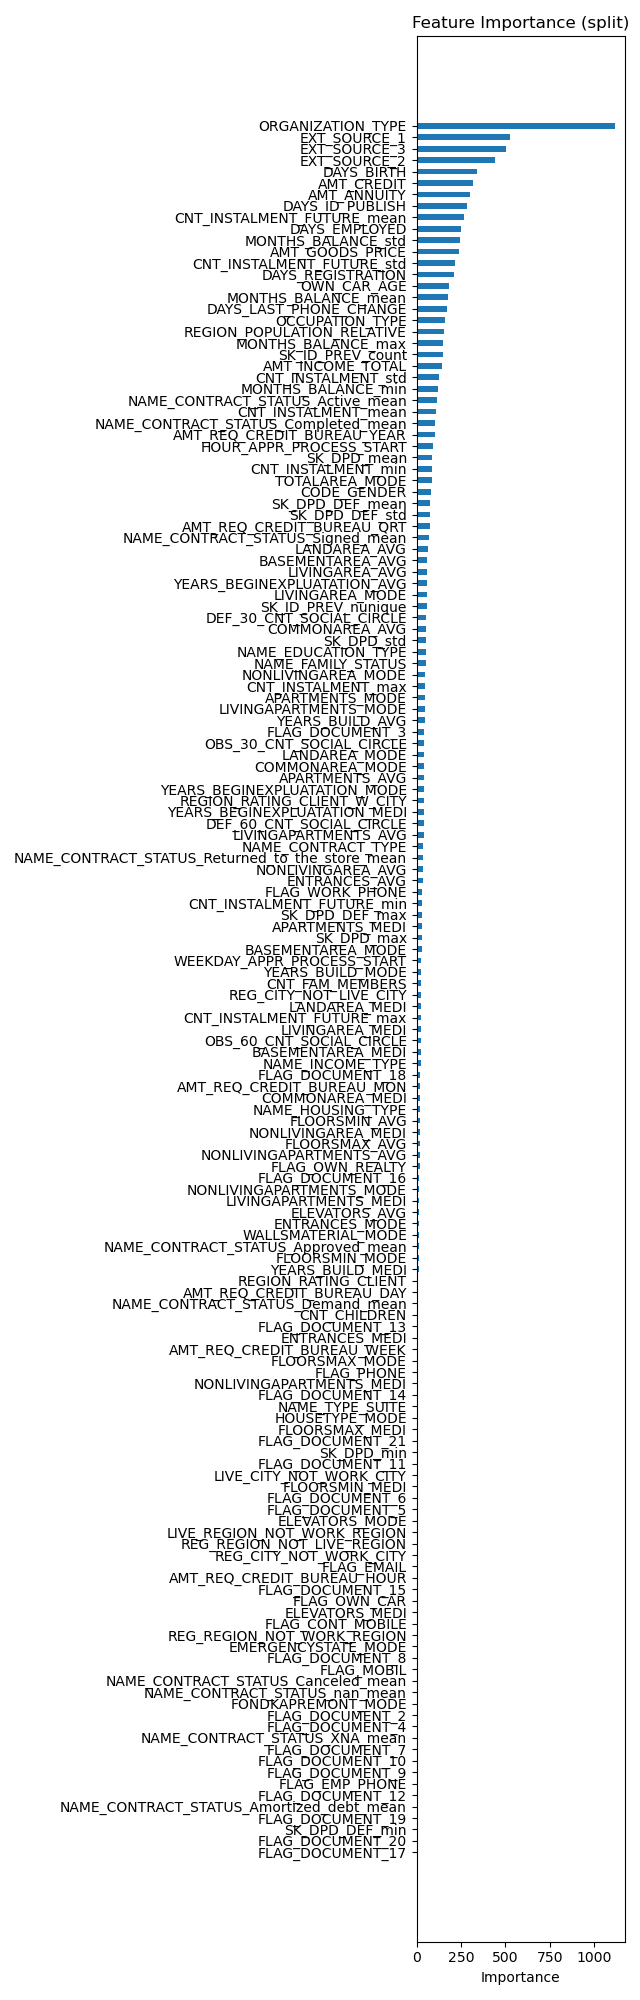 Feature Importance (split)
ORGANIZATION_TYPE
EXT_SOURCE_1
EXT_SOURCE_3
EXT_SOURCE_2
DAYS_BIRTH
AMT_CREDIT
AMT_ANNUITY
DAYS_ID_PUBLISH
CNT_INSTALMENT_FUTURE_mean
DAYS_EMPLOYED
MONTHS_BALANCE_std
AMT_GOODS_PRICE
CNT_INSTALMENT_FUTURE_std
DAYS_REGISTRATION
OWN_CAR_AGE
MONTHS_BALANCE_mean
DAYS_LAST_PHONE_CHANGE
OCCUPATION_TYPE
REGION_POPULATION_RELATIVE
MONTHS_BALANCE_max
SK_ID_PREV_count
AMT_INCOME_TOTAL
CNT_INSTALMENT_std
MONTHS_BALANCE_min
NAME_CONTRACT_STATUS_Active_mean
CNT_INSTALMENT_mean
NAME_CONTRACT_STATUS_Completed_mean
AMT_REQ_CREDIT_BUREAU_YEAR
HOUR_APPR_PROCESS_START
SK_DPD_mean
CNT_INSTALMENT_min
TOTALAREA_MODE
CODE_GENDER
SK_DPD_DEF_mean
SK_DPD_DEF_std
AMT_REQ_CREDIT_BUREAU_QRT
NAME_CONTRACT_STATUS_Signed_mean
LANDAREA_AVG
BASEMENTAREA_AVG
LIVINGAREA_AVG
YEARS_BEGINEXPLUATATION_AVG
LIVINGAREA_MODE
SK_ID_PREV_nunique
DEF_30_CNT_SOCIAL_CIRCLE
COMMONAREA_AVG
SK_DPD_std
NAME_EDUCATION_TYPE
NAME_FAMILY_STATUS
NONLIVINGAREA_MODE
CNT_INSTALMENT_max
APARTMENTS_MODE
LIVINGAPARTMENTS_MODE
YEARS_BUILD_AVG
FLAG_DOCUMENT_3
OBS_30_CNT_SOCIAL_CIRCLE
LANDAREA_MODE
COMMONAREA_MODE
APARTMENTS_AVG
YEARS_BEGINEXPLUATATION_MODE
REGION_RATING_CLIENT_W_CITY
YEARS_BEGINEXPLUATATION_MEDI
DEF_60_CNT_SOCIAL_CIRCLE
LIVINGAPARTMENTS_AVG
NAME_CONTRACT_TYPE
NAME_CONTRACT_STATUS_Returned_to_the_store_mean
NONLIVINGAREA_AVG
ENTRANCES_AVG
FLAG_WORK_PHONE
CNT_INSTALMENT_FUTURE_min
SK_DPD_DEF_max
APARTMENTS_MEDI
SK_DPD_max
BASEMENTAREA_MODE
WEEKDAY_APPR_PROCESS_START
YEARS_BUILD_MODE
CNT_FAM_MEMBERS
REG_CITY_NOT_LIVE_CITY
LANDAREA_MEDI
CNT_INSTALMENT_FUTURE_max
LIVINGAREA_MEDI
OBS_60_CNT_SOCIAL_CIRCLE
BASEMENTAREA_MEDI
NAME_INCOME_TYPE
FLAG_DOCUMENT_18
AMT_REQ_CREDIT_BUREAU_MON
COMMONAREA_MEDI
NAME_HOUSING_TYPE
FLOORSMIN_AVG
NONLIVINGAREA_MEDI
FLOORSMAX_AVG
NONLIVINGAPARTMENTS_AVG
FLAG_OWN_REALTY
FLAG_DOCUMENT_16
NONLIVINGAPARTMENTS_MODE
LIVINGAPARTMENTS_MEDI
ELEVATORS_AVG
ENTRANCES_MODE
WALLSMATERIAL_MODE
NAME_CONTRACT_STATUS_Approved_mean
FLOORSMIN_MODE
YEARS_BUILD_MEDI
REGION_RATING_CLIENT
AMT_REQ_CREDIT_BUREAU_DAY
NAME_CONTRACT_STATUS_Demand_mean
CNT_CHILDREN
FLAG_DOCUMENT_13
ENTRANCES_MEDI
AMT_REQ_CREDIT_BUREAU_WEEK
FLOORSMAX_MODE
FLAG_PHONE
NONLIVINGAPARTMENTS_MEDI
FLAG_DOCUMENT_14
NAME_TYPE_SUITE
HOUSETYPE_MODE
FLOORSMAX_MEDI
FLAG_DOCUMENT_21
SK_DPD_min
FLAG_DOCUMENT_11
LIVE_CITY_NOT_WORK_CITY
FLOORSMIN_MEDI
FLAG_DOCUMENT_6
FLAG_DOCUMENT_5
ELEVATORS_MODE
LIVE_REGION_NOT_WORK_REGION
REG_REGION_NOT_LIVE_REGION
REG_CITY_NOT_WORK_CITY
FLAG_EMAIL
AMT_REQ_CREDIT_BUREAU_HOUR
FLAG_DOCUMENT_15
FLAG_OWN_CAR
ELEVATORS_MEDI
FLAG_CONT_MOBILE
REG_REGION_NOT_WORK_REGION
EMERGENCYSTATE_MODE
FLAG_DOCUMENT_8
FLAG_MOBIL
NAME_CONTRACT_STATUS_Canceled_mean
NAME_CONTRACT_STATUS_nan_mean
FONDKAPREMONT_MODE
FLAG_DOCUMENT_2
FLAG_DOCUMENT_4
NAME_CONTRACT_STATUS_XNA_mean
FLAG_DOCUMENT_7
FLAG_DOCUMENT_10
FLAG_DOCUMENT_9
FLAG_EMP_PHONE
FLAG_DOCUMENT_12
NAME_CONTRACT_STATUS_Amortized_debt_mean
FLAG_DOCUMENT_19
SK_DPD_DEF_min
FLAG_DOCUMENT_20
FLAG_DOCUMENT_17
0 250 500 750 1000
Importance